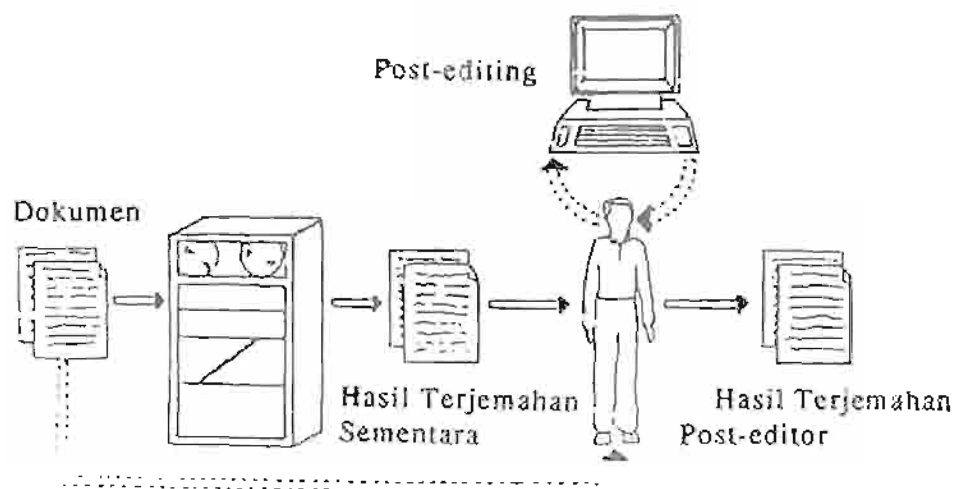 Post-editing
Dokumen
Hasil Terjemahan
Sementara
Hasil Terjemahan
Post-editor